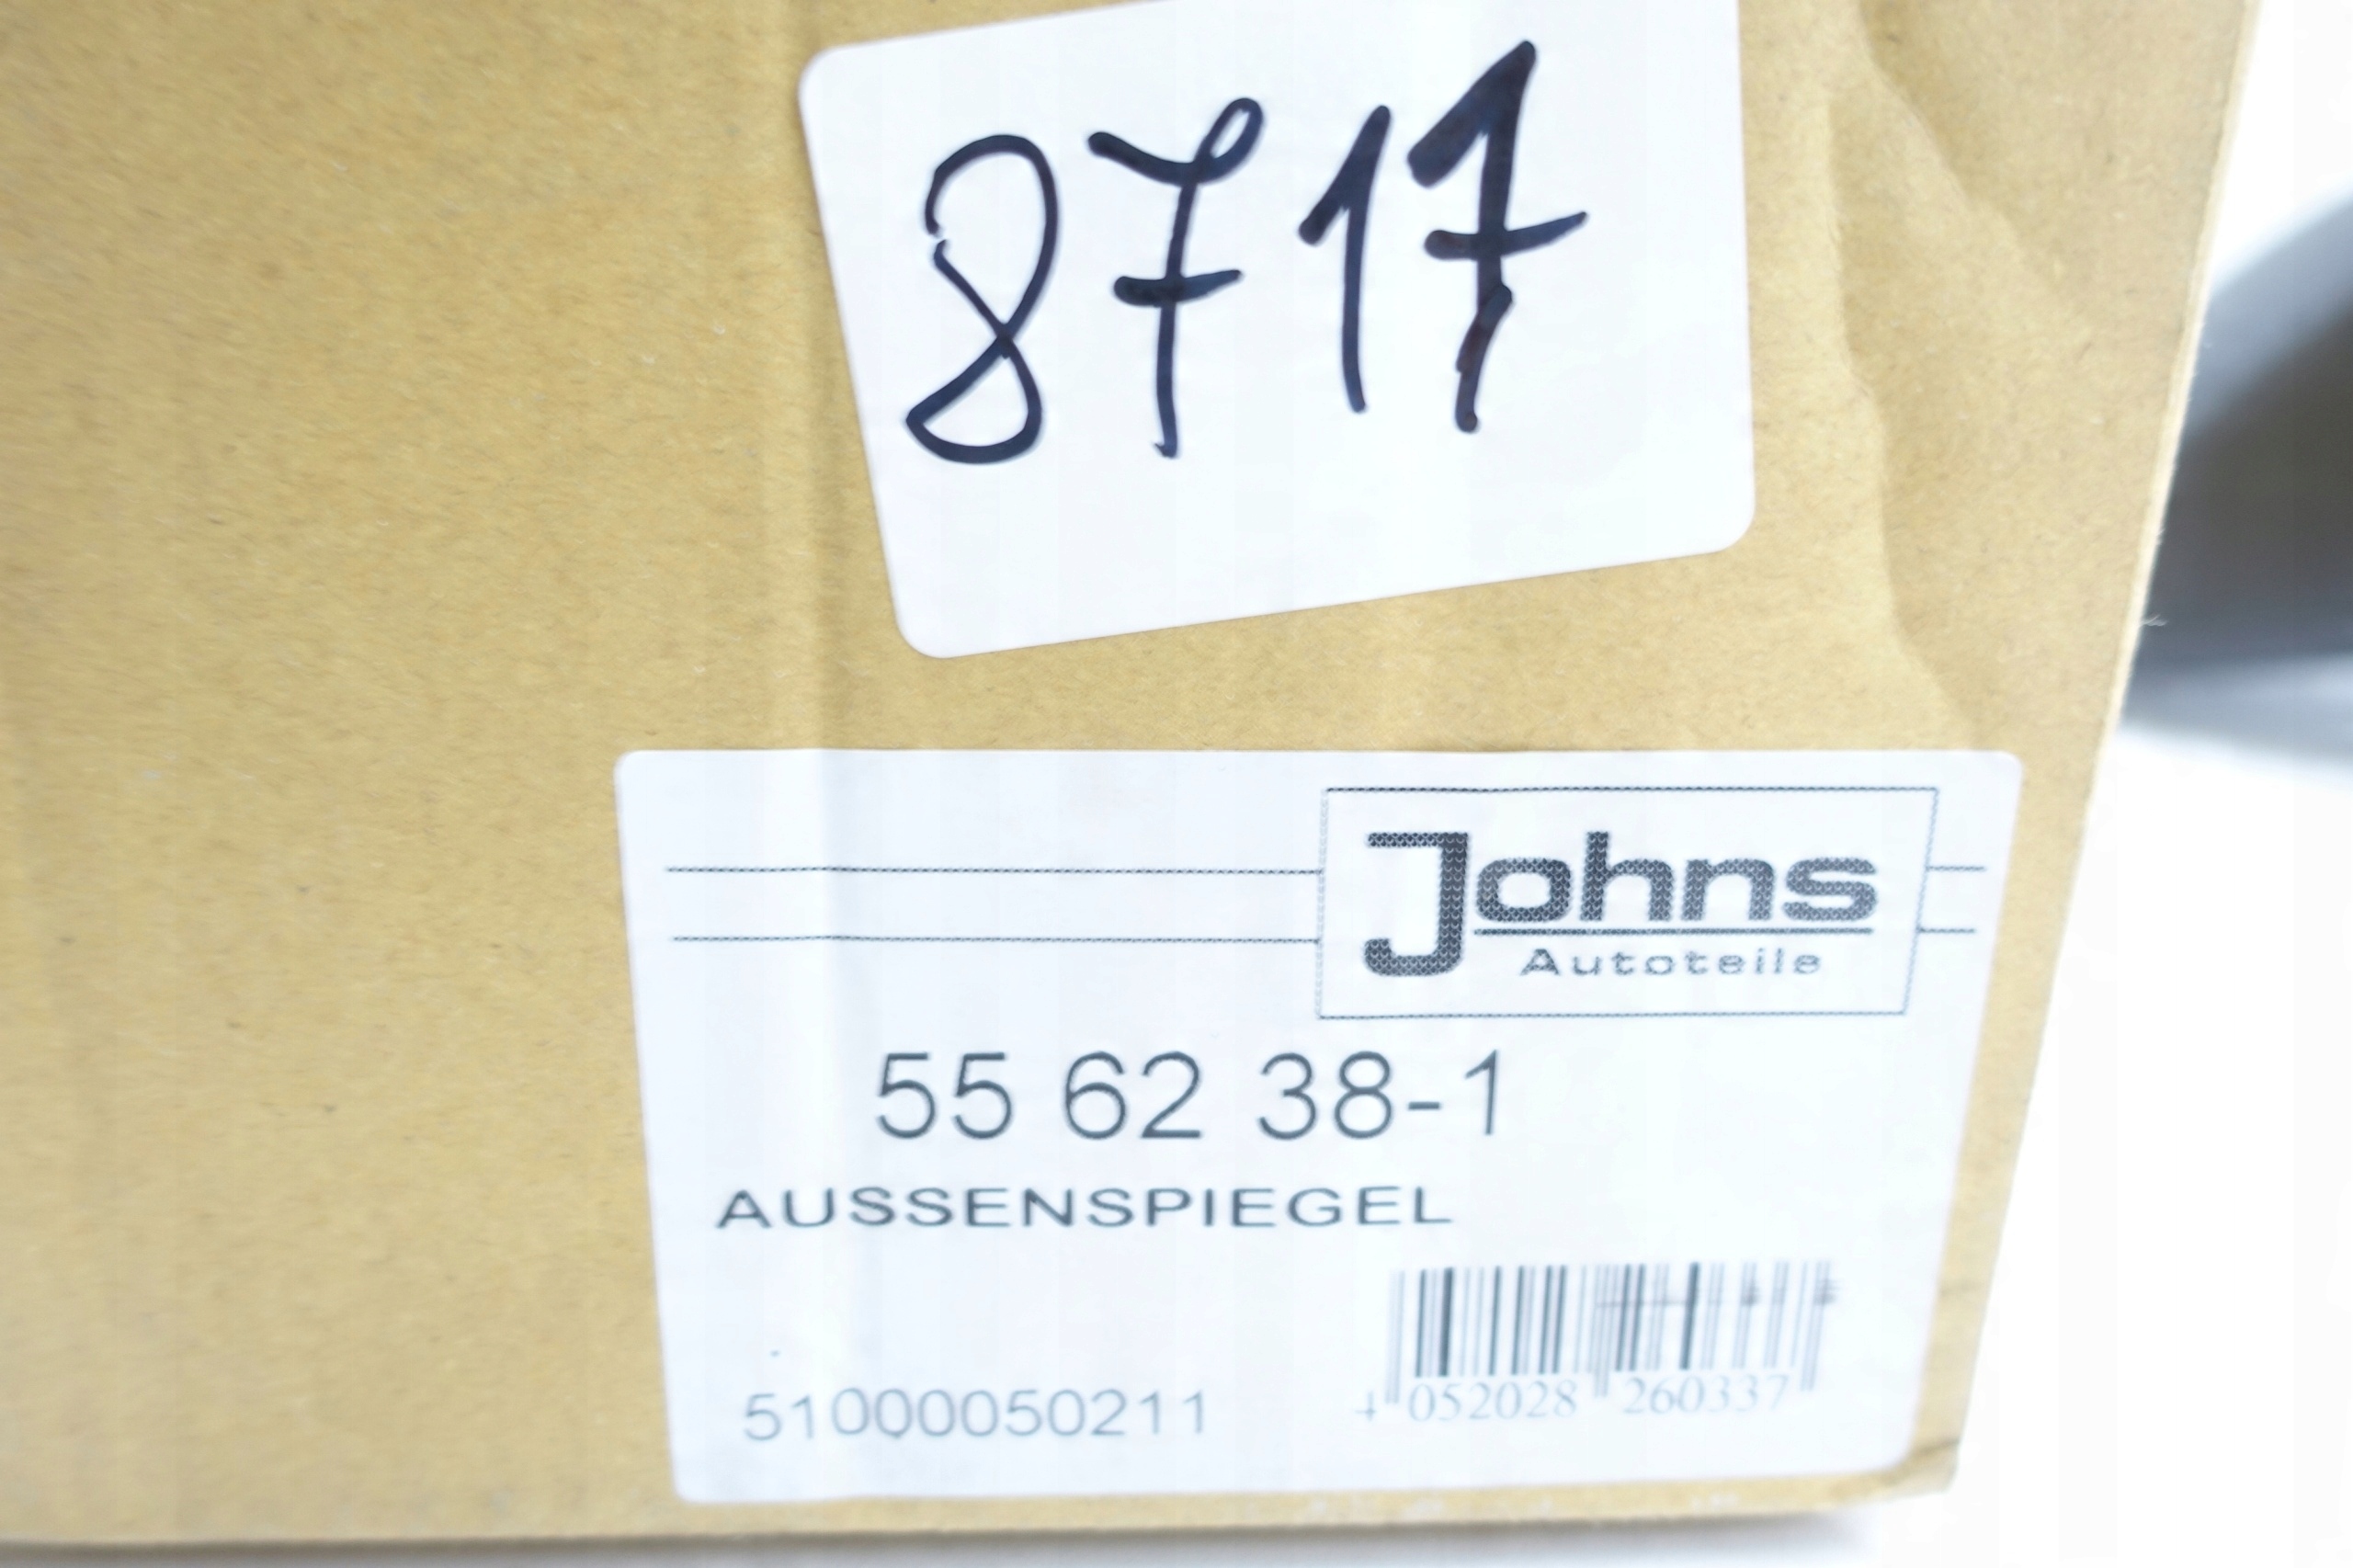 8717
Johns
Autoteile
55 62 38-1
AUSSENSPIEGEL
51000050211
4 052028 260337